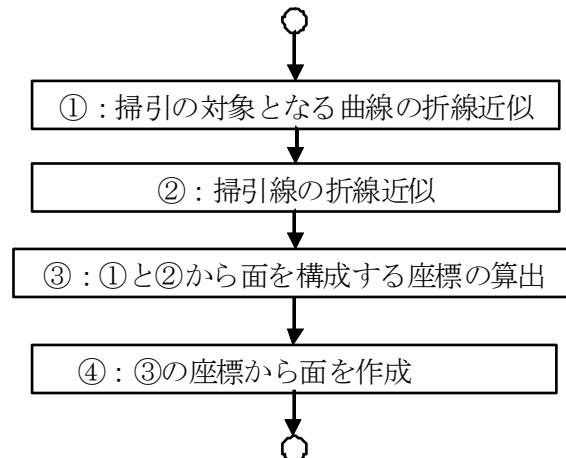 ①：掃引の対象となる曲線の折線近似
②：掃引線の折線近似
③：①と②から面を構成する座標の算出
④：③の座標から面を作成